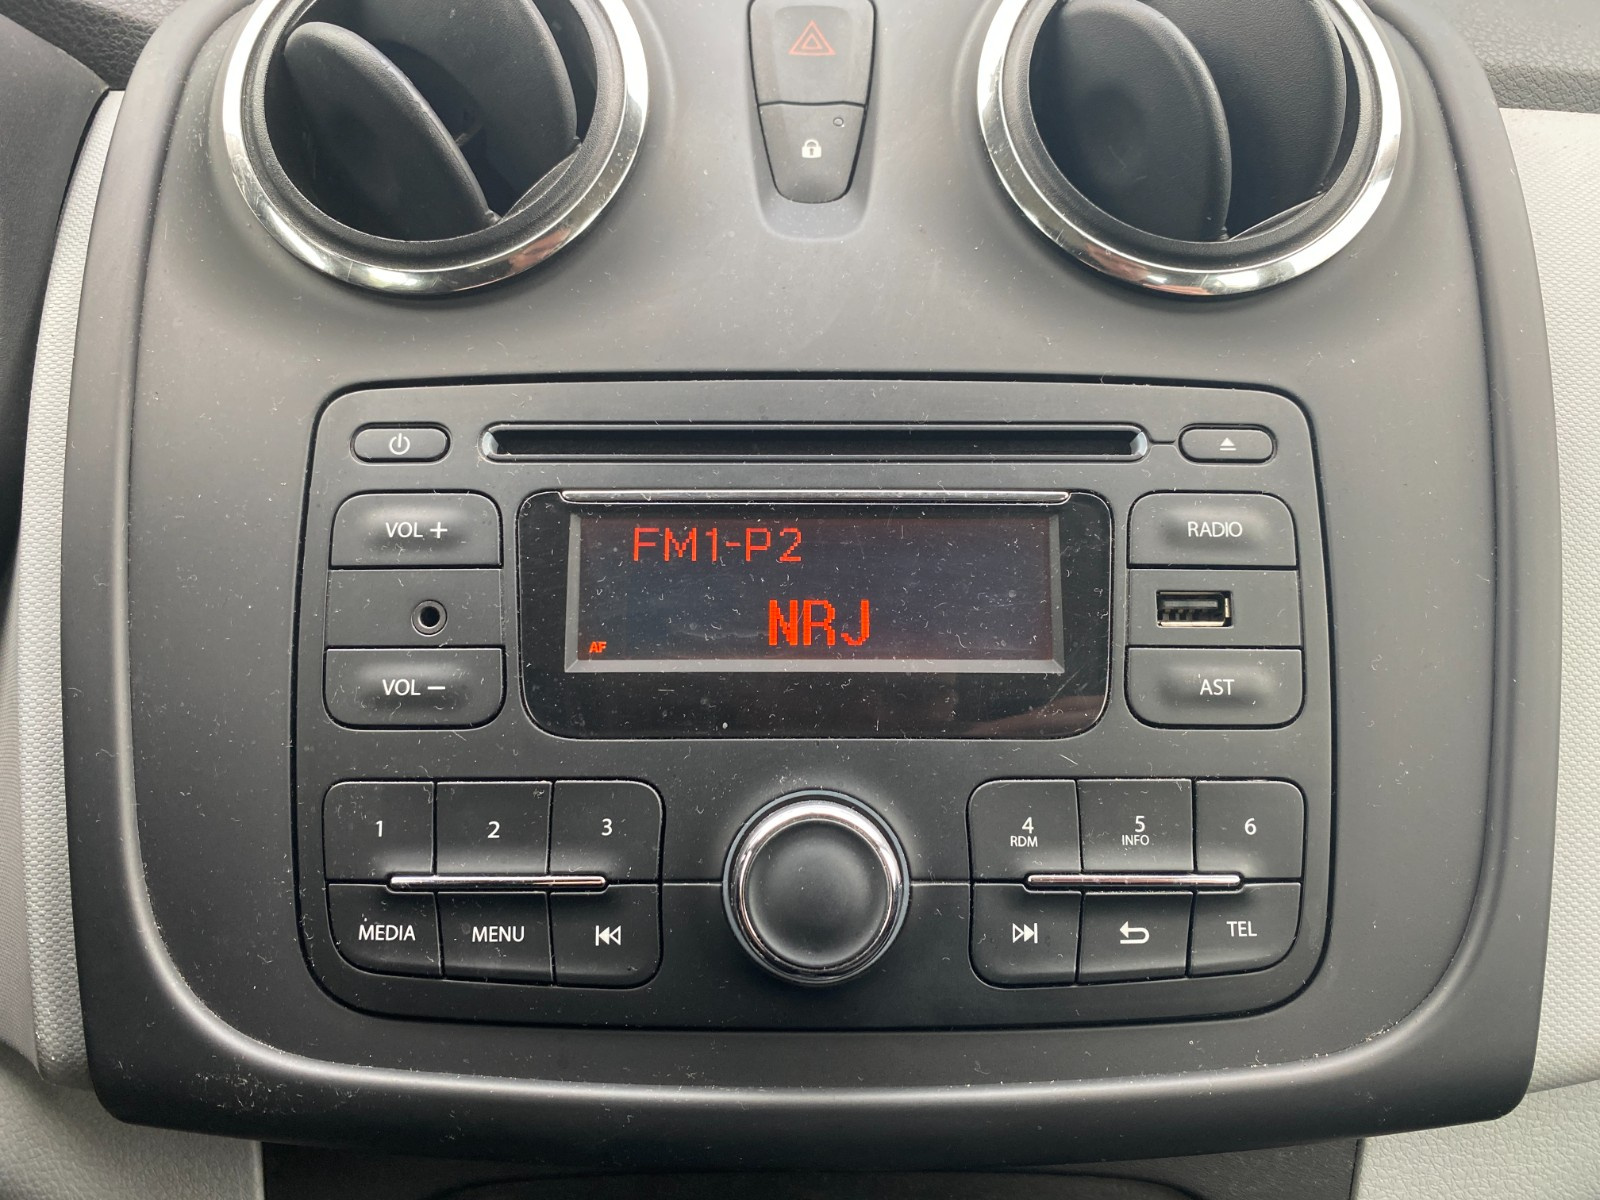 VOL +
VOL −
FM1-P2
NRJ
AF
RADIO
AST
1
2
3
MEDIA
MENU
4
RDM
5
INFO
6
TEL